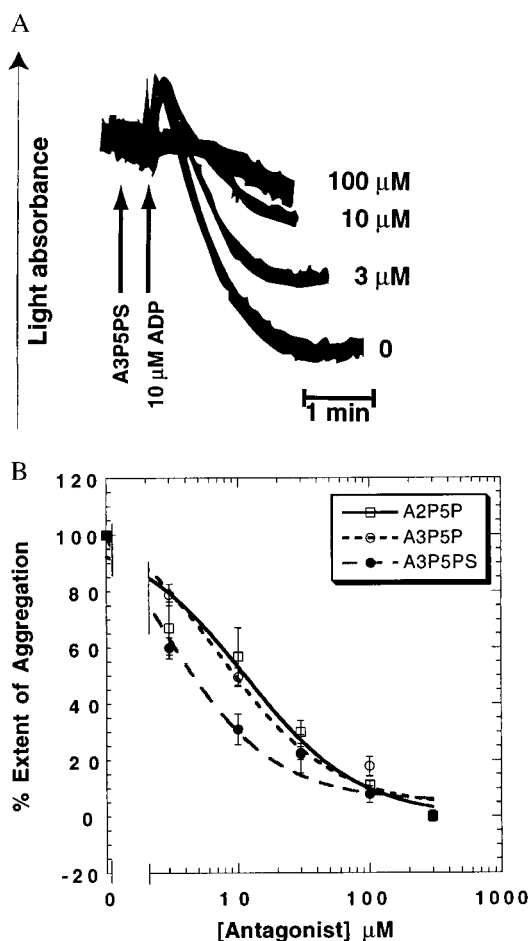 A
Light absorbance
A3P5PS
10 μM ADP
100 μM
10 μM
3 μM
0
1 min
B
% Extent of Aggregation
120
100
80
60
40
20
0
-20
A2P5P
A3P5P
A3P5PS
0
10
100
1000
[Antagonist] μM